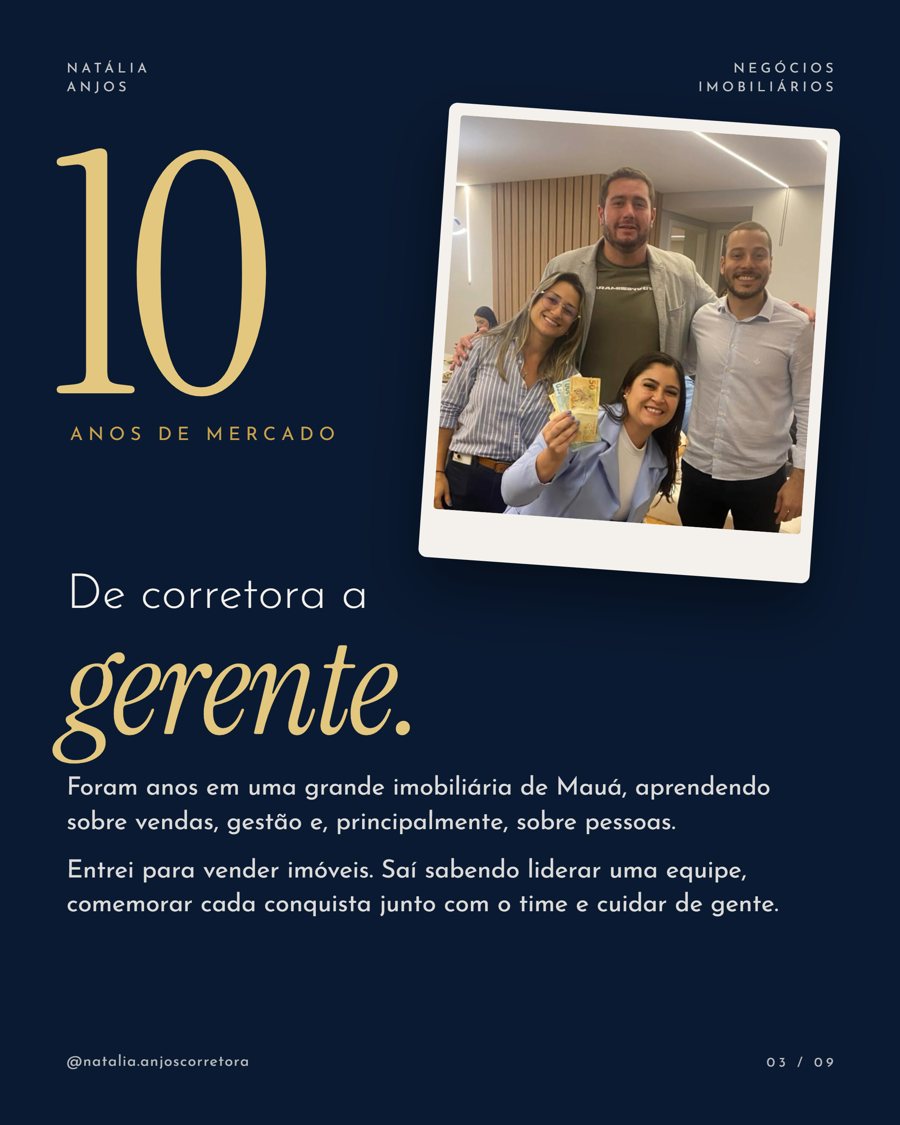 NATÁLIA
ANJOS
NEGÓCIOS
IMOBILIÁRIOS
10
ANOS DE MERCADO
50
De corretora a
gerente.
Foram anos em uma grande imobiliária de Mauá, aprendendo
sobre vendas, gestão e, principalmente, sobre pessoas.
Entrei para vender imóveis. Saí sabendo liderar uma equipe,
comemorar cada conquista junto com o time e cuidar de gente.
@natalia.anjoscorretora
03 / 09